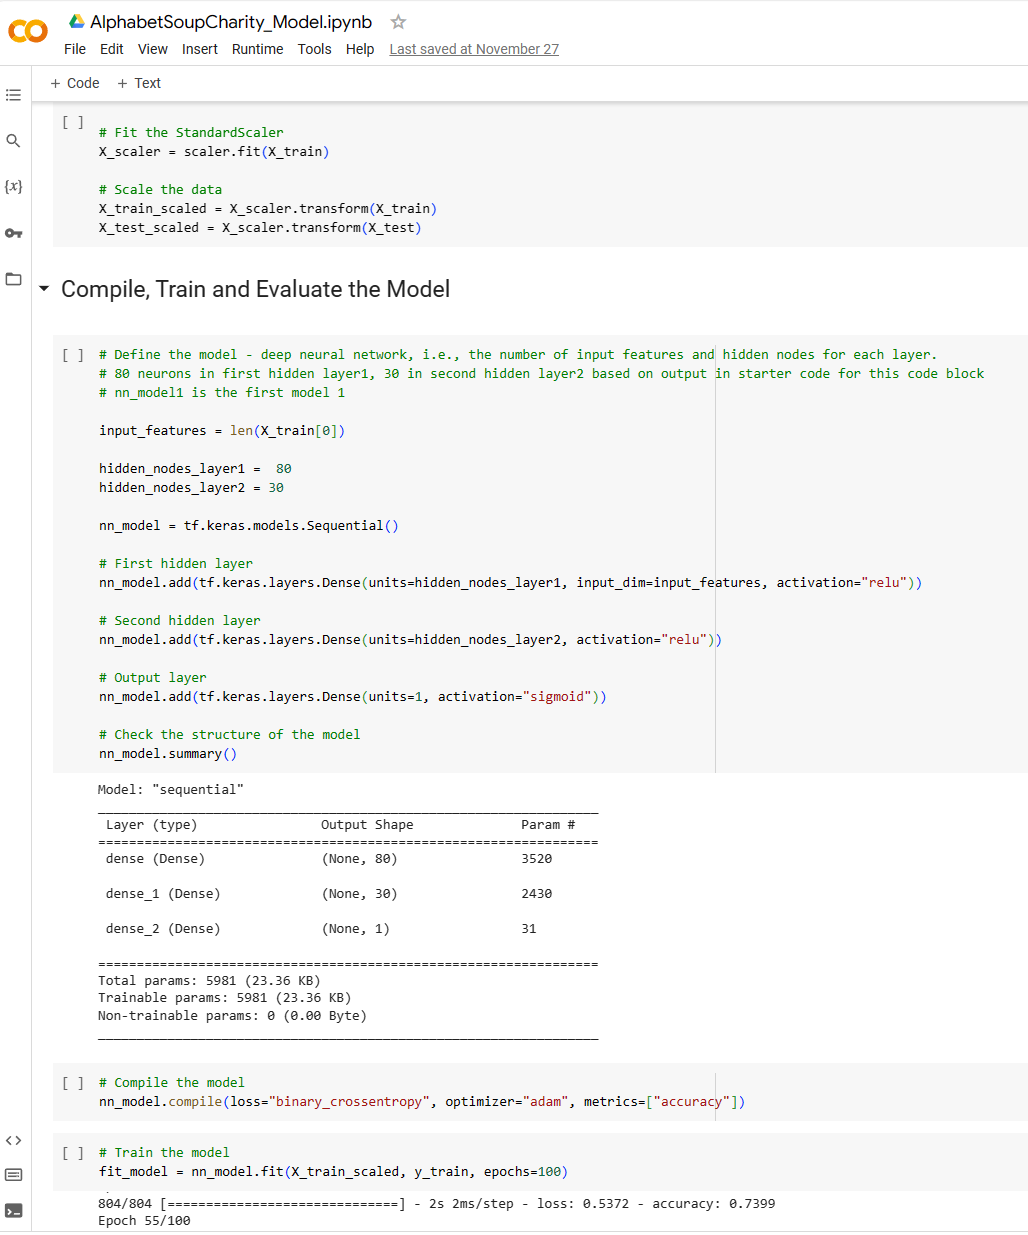 AlphabetSoupCharity_Model.ipynb
File Edit View Insert Runtime Tools Help Last saved at November 27
+ Code + Text
[ ]
# Fit the StandardScaler
X_scaler = scaler.fit(X_train)
# Scale the data
X_train_scaled = X_scaler.transform(X_train)
X_test_scaled = X_scaler.transform(X_test)
{x}
Compile, Train and Evaluate the Model
[ ] # Define the model - deep neural network, i.e., the number of input features and hidden nodes for each layer.
# 80 neurons in first hidden layer1, 30 in second hidden layer2 based on output in starter code for this code block
# nn_model1 is the first model 1
input_features = len(X_train[0])
hidden_nodes_layer1 =  80
hidden_nodes_layer2 = 30
nn_model = tf.keras.models.Sequential()
# First hidden layer
nn_model.add(tf.keras.layers.Dense(units=hidden_nodes_layer1, input_dim=input_features, activation="relu"))
# Second hidden layer
nn_model.add(tf.keras.layers.Dense(units=hidden_nodes_layer2, activation="relu"))
# Output layer
nn_model.add(tf.keras.layers.Dense(units=1, activation="sigmoid"))
# Check the structure of the model
nn_model.summary()
Model: "sequential"
Layer (type) Output Shape Param #
=================================================================
dense (Dense) (None, 80) 3520
dense_1 (Dense) (None, 30) 2430
dense_2 (Dense) (None, 1) 31
=================================================================
Total params: 5981 (23.36 KB)
Trainable params: 5981 (23.36 KB)
Non-trainable params: 0 (0.00 Byte)
[ ] # Compile the model
nn_model.compile(loss="binary_crossentropy", optimizer="adam", metrics=["accuracy"])
[ ] # Train the model
fit_model = nn_model.fit(X_train_scaled, y_train, epochs=100)
804/804 [==============================] - 2s 2ms/step - loss: 0.5372 - accuracy: 0.7399
Epoch 55/100